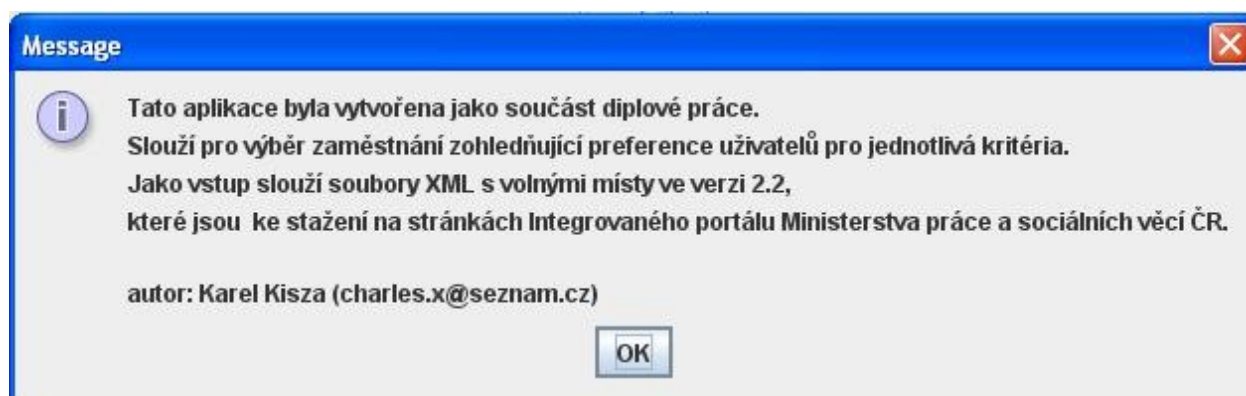 Message
Tato aplikace byla vytvořena jako součást diplové práce.
Slouží pro výběr zaměstnání zohledňující preference uživatelů pro jednotlivá kritéria.
Jako vstup slouží soubory XML s volnými místy ve verzi 2.2,
které jsou ke stažení na stránkách Integrovaného portálu Ministerstva práce a sociálních věcí ČR.
autor: Karel Kisza (charles.x@seznam.cz)
OK